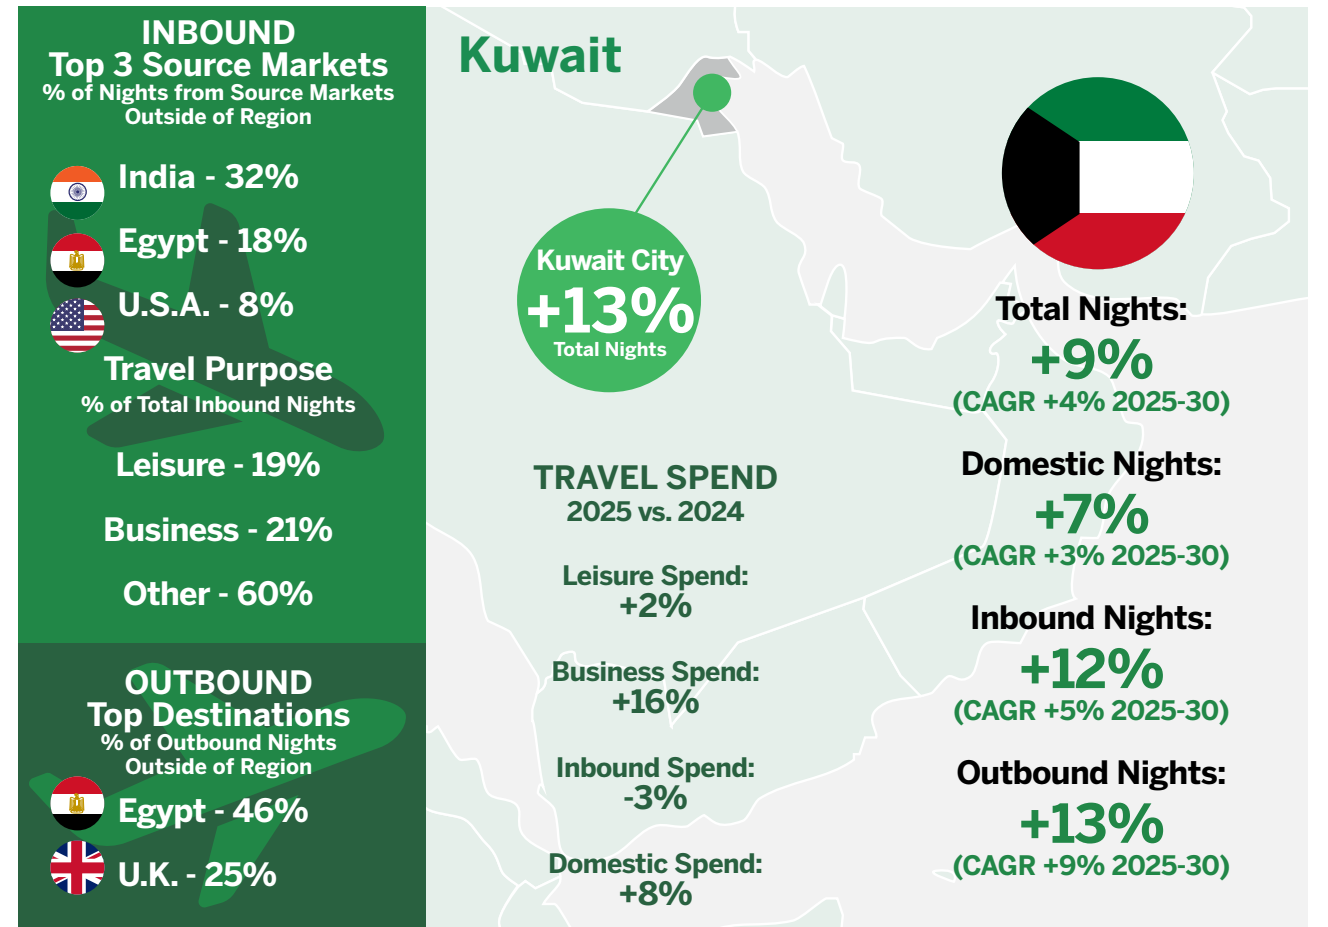 INBOUND
Top 3 Source Markets
% of Nights from Source Markets
Outside of Region
India - 32%
Egypt - 18%
U.S.A. - 8%
Travel Purpose
% of Total Inbound Nights
Leisure - 19%
Business - 21%
Other - 60%
OUTBOUND
Top Destinations
% of Outbound Nights
Outside of Region
Egypt - 46%
U.K. - 25%
Kuwait
Kuwait City
+13%
Total Nights
TRAVEL SPEND
2025 vs. 2024
Leisure Spend:
+2%
Business Spend:
+16%
Inbound Spend:
-3%
Domestic Spend:
+8%
Total Nights:
+9%
(CAGR +4% 2025-30)
Domestic Nights:
+7%
(CAGR +3% 2025-30)
Inbound Nights:
+12%
(CAGR +5% 2025-30)
Outbound Nights:
+13%
(CAGR +9% 2025-30)